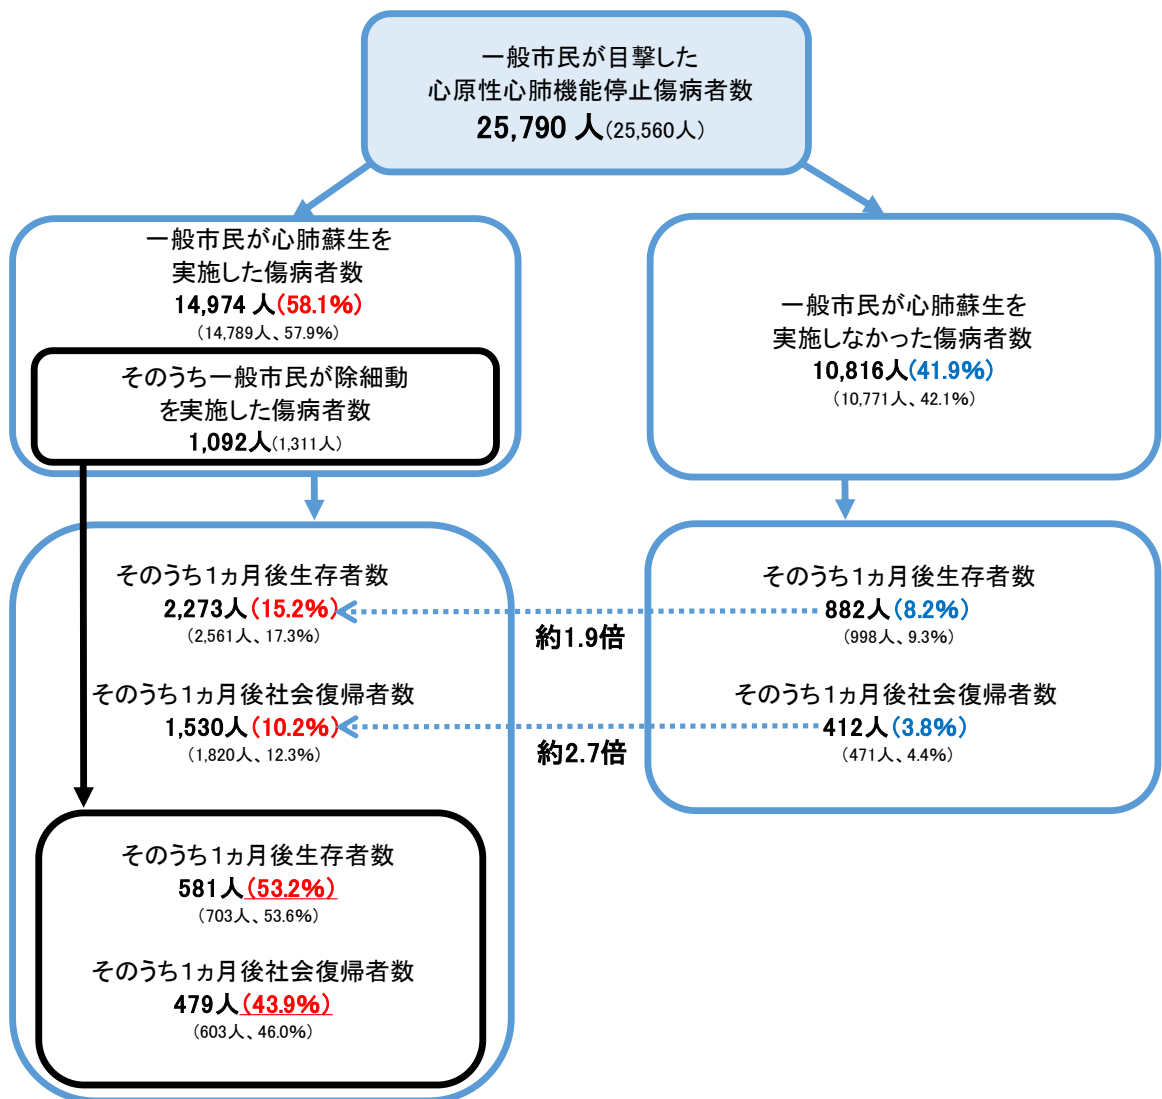 一般市民が目撃した
心原性心肺機能停止傷病者数
25,790 人(25,560人)
一般市民が心肺蘇生を
実施した傷病者数
14,974 人(58.1%)
(14,789人、57.9%)
そのうち一般市民が除細動
を実施した傷病者数
1,092人(1,311人)
一般市民が心肺蘇生を
実施しなかった傷病者数
10,816人(41.9%)
(10,771人、42.1%)
そのうち1ヵ月後生存者数
2,273人(15.2%)
(2,561人、17.3%)
そのうち1ヵ月後社会復帰者数
1,530人(10.2%)
(1,820人、12.3%)
約1.9倍
約2.7倍
そのうち1ヵ月後生存者数
882人(8.2%)
(998人、9.3%)
そのうち1ヵ月後社会復帰者数
412人(3.8%)
(471人、4.4%)
そのうち1ヵ月後生存者数
581人(53.2%)
(703人、53.6%)
そのうち1ヵ月後社会復帰者数
479人(43.9%)
(603人、46.0%)